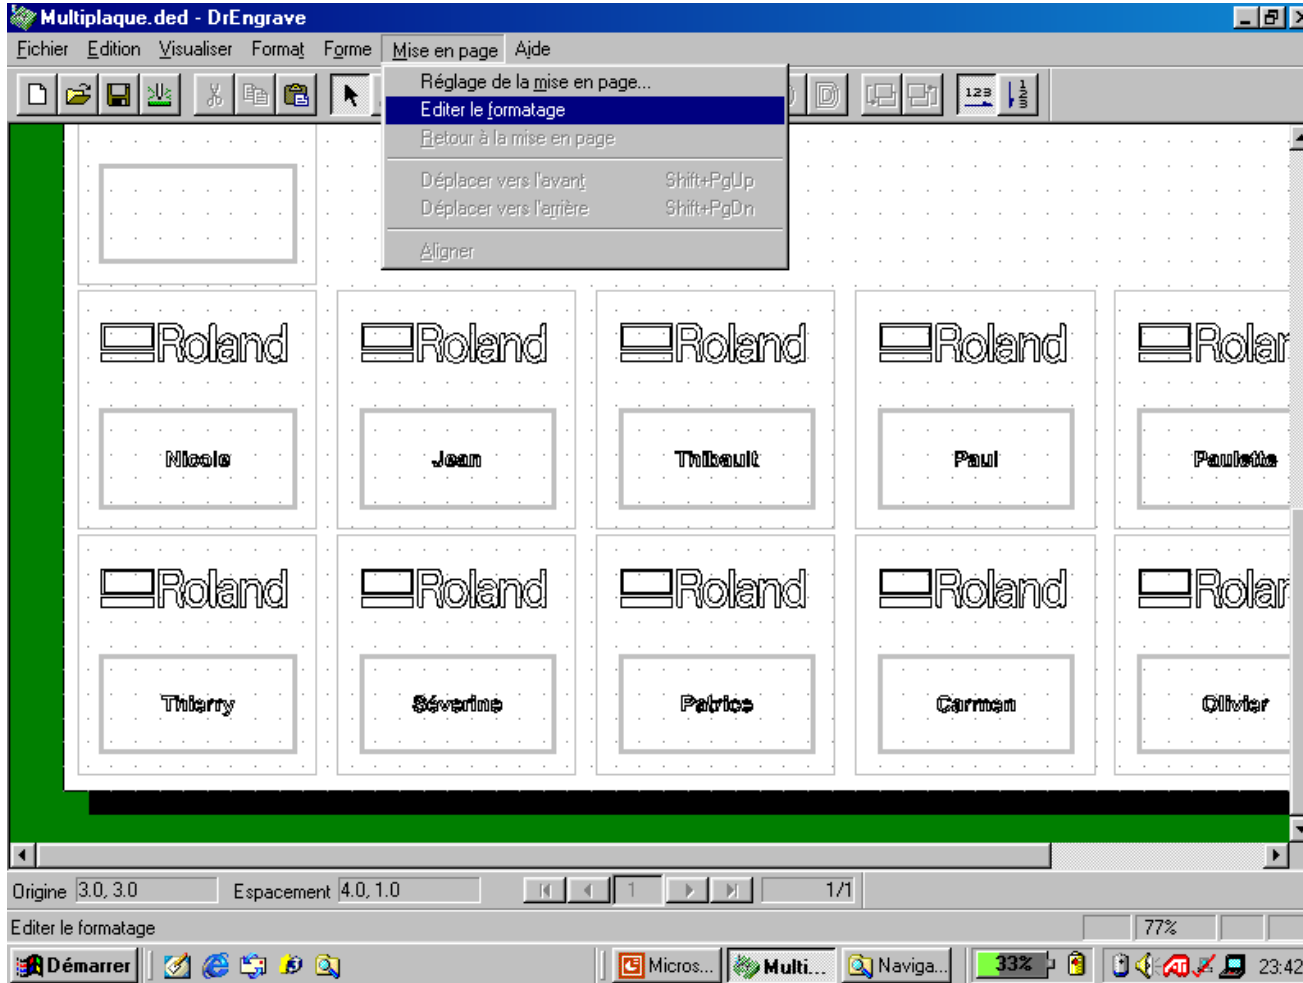 Multiplaque.ded - DrEngrave
Fichier Edition Visualiser Format Forme Mise en page Aide
Réglage de la mise en page...
Editer le formatage
Retour à la mise en page
Déplacer vers l'avant Shift+PgUp
Déplacer vers l'arrière Shift+PgDn
Aligner
123
Roland Roland Roland Roland Rolan
Nicole Jean Thibault Paul Paulette
Roland Roland Roland Roland Rolan
Thierry Séverine Patrice Carmen Olivier
Origine 3.0, 3.0 Espacement 4.0, 1.0 1 1/1
Editer le formatage 77%
Démarrer Micros... Multi... Naviga... 33% 23:42